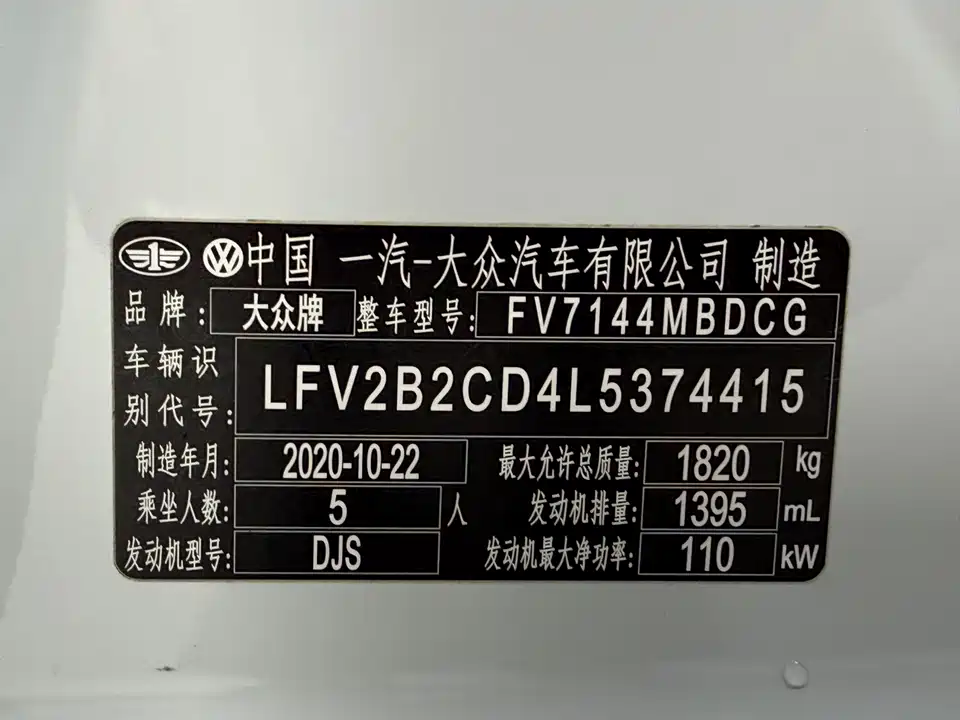 中国 一汽-大众汽车有限公司 制造
品牌: 大众牌 整车型号: FV7144MBDCG
车辆识别代号: LFV2B2CD4L5374415
制造年月: 2020-10-22 最大允许总质量: 1820 kg
乘坐人数: 5 人 发动机排量: 1395 mL
发动机型号: DJS 发动机最大净功率: 110 kW